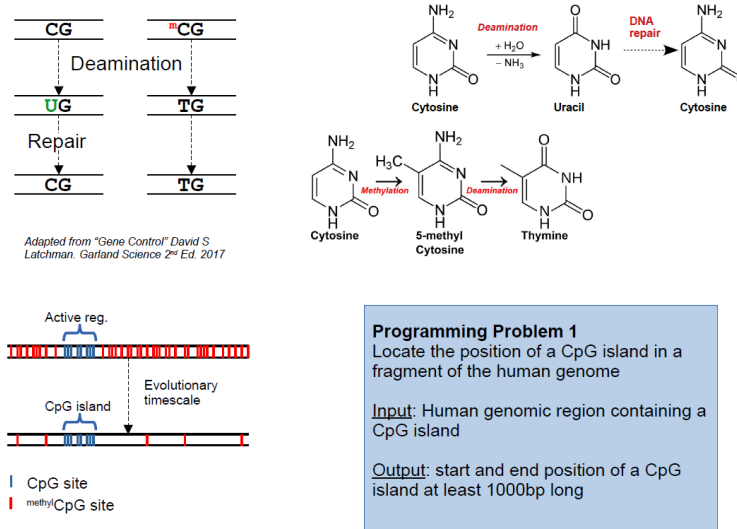 CG
mCG
Deamination
UG
TG
Repair
CG
TG
Adapted from "Gene Control" David S
Latchman. Garland Science 2nd Ed. 2017
NH2
N
N
H
O
Cytosine
Deamination
+ H2O
− NH3
O
NH
N
H
O
Uracil
DNA
repair
NH2
N
N
H
Cytosine
NH2
N
N
H
O
Cytosine
Methylation
NH2
H3C
N
N
H
O
5-methyl
Cytosine
Deamination
O
NH
N
H
O
Thymine
Active reg.
Evolutionary
timescale
CpG island
CpG site
methylCpG site
Programming Problem 1
Locate the position of a CpG island in a
fragment of the human genome
Input: Human genomic region containing a
CpG island
Output: start and end position of a CpG
island at least 1000bp long